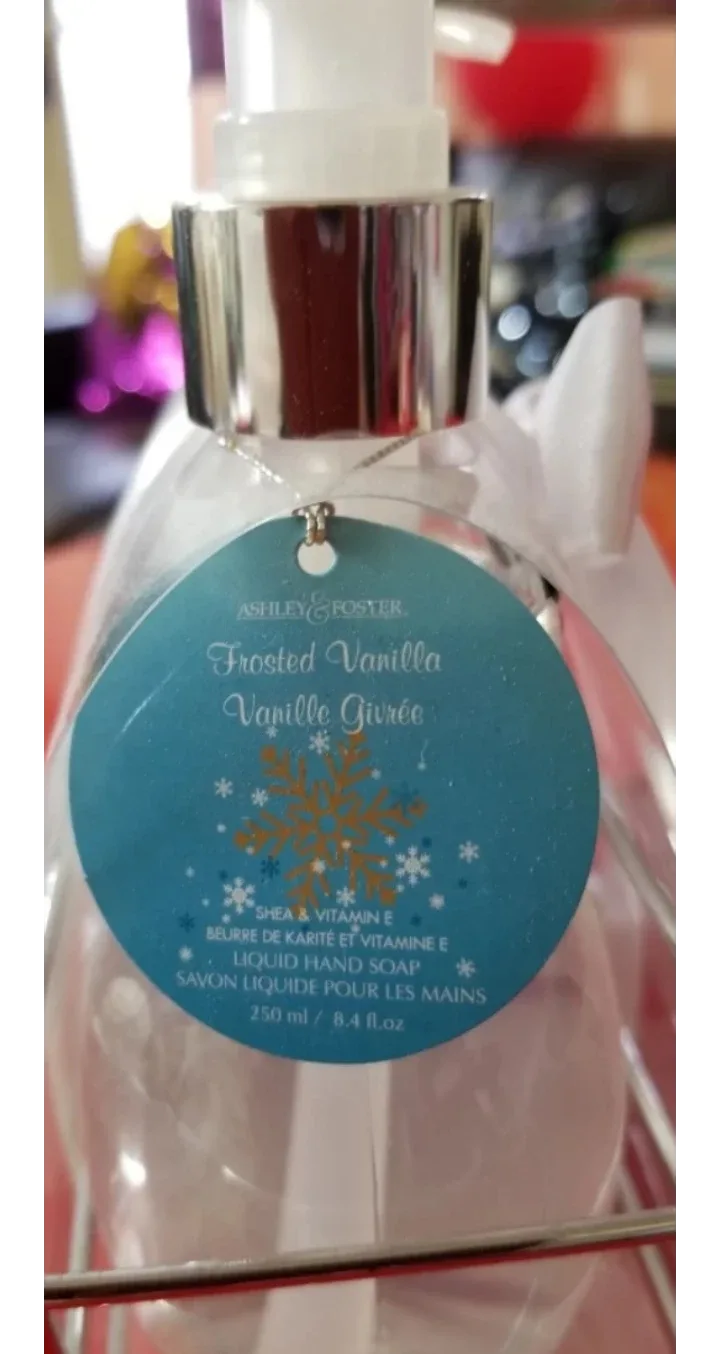 ASHLEY & FOSTER
Frosted Vanilla
Vanille Givrée
SHEA & VITAMIN E
BEURRE DE KARITÉ ET VITAMINE E
LIQUID HAND SOAP
SAVON LIQUIDE POUR LES MAINS
250 ml / 8.4 fl.oz